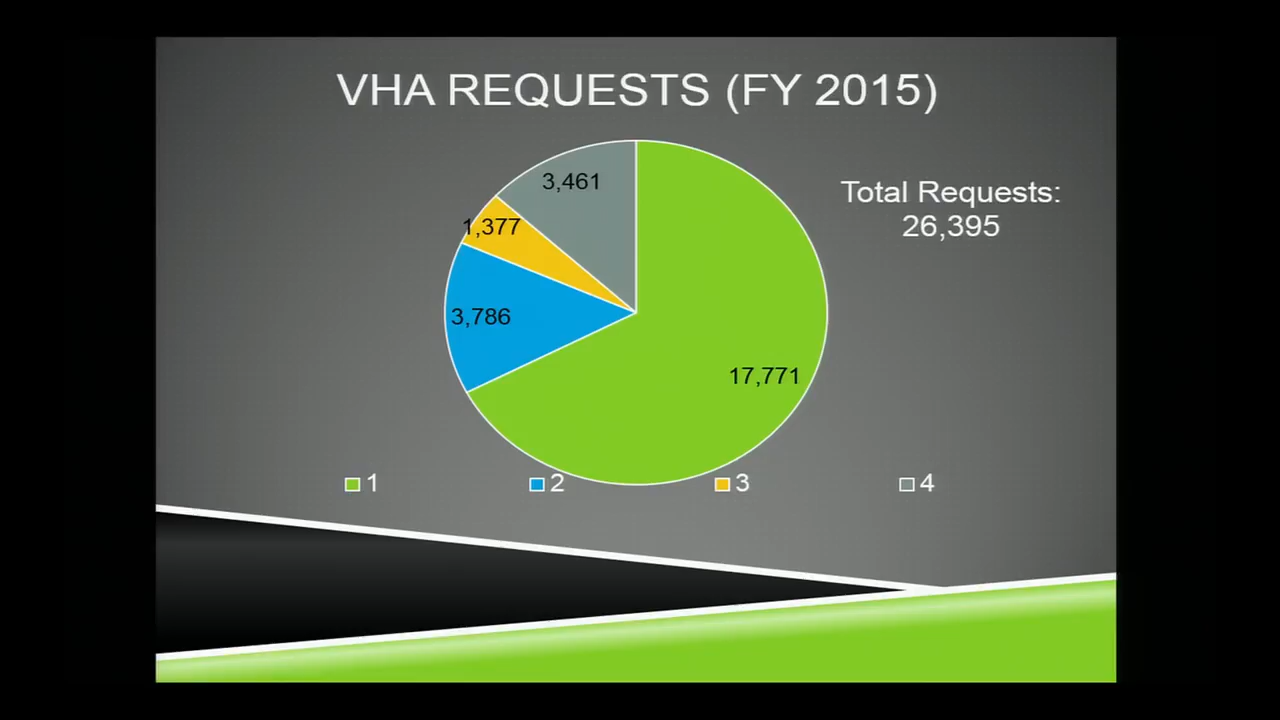 VHA REQUESTS (FY 2015)
3,461
Total Requests:
26,395
1,377
3,786
17,771
1 2 3 4